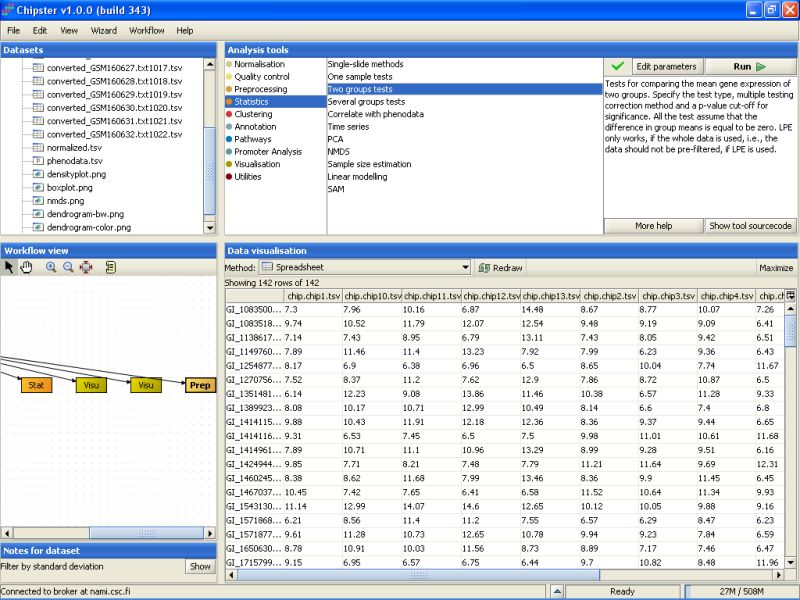 Chipster v1.0.0 (build 343)
File Edit View Wizard Workflow Help
Datasets
converted_GSM160627.txt1017.tsv
converted_GSM160628.txt1018.tsv
converted_GSM160629.txt1019.tsv
converted_GSM160630.txt1020.tsv
converted_GSM160631.txt1021.tsv
converted_GSM160632.txt1022.tsv
normalized.tsv
phenodata.tsv
densityplot.png
boxplot.png
nmds.png
dendrogram-bw.png
dendrogram-color.png
Analysis tools
Normalisation
Quality control
Preprocessing
Statistics
Clustering
Annotation
Pathways
Promoter Analysis
Visualisation
Utilities
Single-slide methods
One sample tests
Two groups tests
Several groups tests
Correlate with phenodata
Time series
PCA
NMDS
Sample size estimation
Linear modelling
SAM
Edit parameters Run
Tests for comparing the mean gene expression of
two groups. Specify the test type, multiple testing
correction method and a p-value cut-off for
significance. All the test assume that the
difference in group means is equal to zero. LPE
only works, if the whole data is used, i.e., the
data should not be pre-filtered, if LPE is used.
More help Show tool sourcecode
Workflow view
Stat Visu Visu Prep
Notes for dataset
Filter by standard deviation Show
Data visualisation
Method: Spreadsheet Redraw Maximize
Showing 142 rows of 142
chip.chip1.tsv chip.chip10.tsv chip.chip11.tsv chip.chip12.tsv chip.chip13.tsv chip.chip2.tsv chip.chip3.tsv chip.chip4.tsv chip.ch
GI_1083500... 7.3 7.96 10.16 6.87 14.48 8.67 8.77 10.07 7.26
GI_1083518... 9.74 10.52 11.79 12.07 12.54 9.48 9.19 9.09 6.41
GI_1138617... 7.14 7.43 8.95 6.79 13.11 7.43 8.05 9.42 6.51
GI_1149760... 7.89 11.46 11.4 13.23 7.92 7.99 6.23 9.36 6.43
GI_1254877... 8.17 6.9 6.38 6.96 6.5 8.65 10.04 7.74 11.67
GI_1270756... 7.52 8.37 11.2 7.62 12.9 7.86 8.72 10.87 6.5
GI_1351481... 6.14 12.23 9.08 13.86 11.46 10.38 6.57 11.28 9.33
GI_1389923... 8.08 10.17 10.71 12.99 10.49 8.14 6.6 7.4 6.8
GI_1414115... 9.88 10.43 11.91 12.18 12.36 8.36 9.37 9.44 6.65
GI_1414116... 9.31 6.53 7.45 6.5 7.5 9.98 11.01 10.61 11.68
GI_1414961... 7.89 10.71 11.1 10.96 13.29 8.99 9.28 9.51 6.16
GI_1424944... 9.85 7.71 8.21 7.48 7.79 11.21 11.64 9.69 12.31
GI_1460245... 8.38 8.62 11.68 7.99 13.46 8.36 9.9 11.45 6.45
GI_1467037... 10.45 7.42 7.65 6.41 6.58 11.52 10.64 11.34 9.93
GI_1543130... 11.14 12.99 14.07 14.6 12.65 10.12 10.05 9.88 9.16
GI_1571868... 6.21 8.56 11.4 11.2 7.55 6.57 6.29 8.47 6.23
GI_1571877... 9.61 11.28 10.73 12.65 10.78 9.94 9.23 7.84 6.59
GI_1650630... 8.78 10.91 10.03 11.56 8.73 8.89 7.17 7.46 6.47
GI_1715799... 9.15 6.95 6.57 6.75 6.44 9.7 10.82 8.48 11.96
Connected to broker at nami.csc.fi Ready 27M / 508M